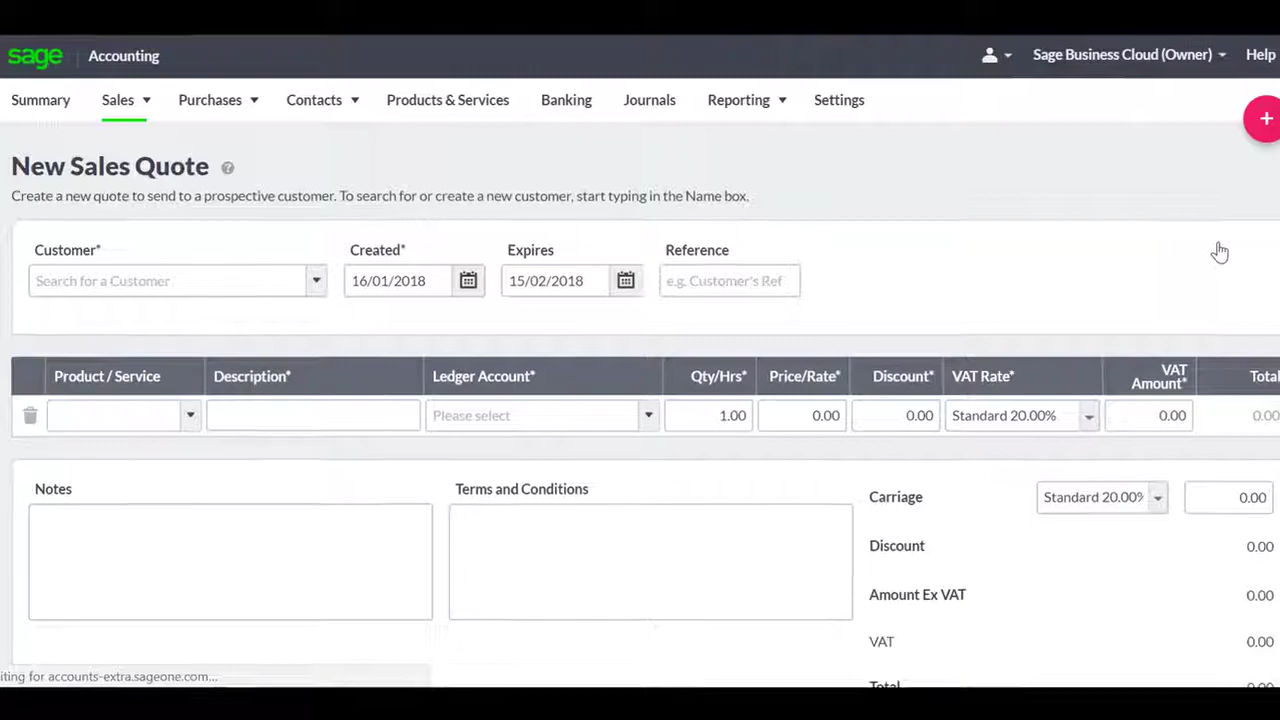 sage Accounting Sage Business Cloud (Owner) Help
Summary Sales Purchases Contacts Products & Services Banking Journals Reporting Settings
+
New Sales Quote ?
Create a new quote to send to a prospective customer. To search for or create a new customer, start typing in the Name box.
Customer* Created* Expires Reference
Search for a Customer 16/01/2018 15/02/2018 e.g. Customer's Ref
Product / Service Description* Ledger Account* Qty/Hrs* Price/Rate* Discount* VAT Rate* VAT Amount* Total
Please select 1.00 0.00 0.00 Standard 20.00% 0.00 0.00
Notes Terms and Conditions
Carriage Standard 20.00% 0.00
Discount 0.00
Amount Ex VAT 0.00
VAT 0.00
Total 0.00
iting for accounts-extra.sageone.com...